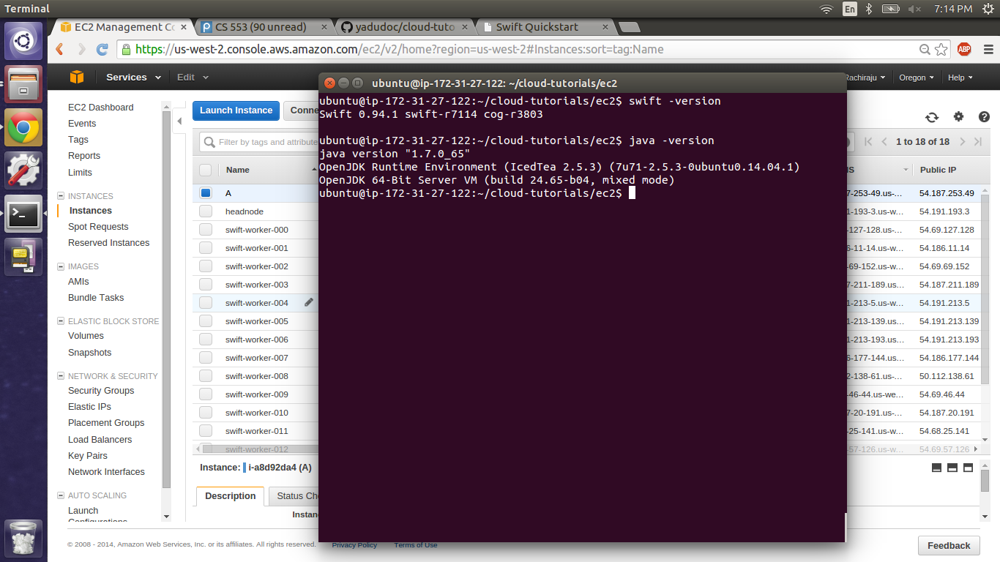 Terminal
En
7:14 PM
EC2 Management Co
CS 553 (90 unread)
yadudoc/cloud-tuto
Swift Quickstart
https://us-west-2.console.aws.amazon.com/ec2/v2/home?region=us-west-2#Instances:sort=tag:Name
ABP
Services
Edit
Rachiraju
Oregon
Help
ubuntu@ip-172-31-27-122: ~/cloud-tutorials/ec2
ubuntu@ip-172-31-27-122:~/cloud-tutorials/ec2$ swift -version
Swift 0.94.1 swift-r7114 cog-r3803
ubuntu@ip-172-31-27-122:~/cloud-tutorials/ec2$ java -version
java version "1.7.0_65"
OpenJDK Runtime Environment (IcedTea 2.5.3) (7u71-2.5.3-0ubuntu0.14.04.1)
OpenJDK 64-Bit Server VM (build 24.65-b04, mixed mode)
ubuntu@ip-172-31-27-122:~/cloud-tutorials/ec2$
EC2 Dashboard
Events
Tags
Reports
Limits
INSTANCES
Instances
Spot Requests
Reserved Instances
IMAGES
AMIs
Bundle Tasks
ELASTIC BLOCK STORE
Volumes
Snapshots
NETWORK & SECURITY
Security Groups
Elastic IPs
Placement Groups
Load Balancers
Key Pairs
Network Interfaces
AUTO SCALING
Launch
Configurations
Launch Instance
Conne
Filter by tags and attribute
1 to 18 of 18
Name
IS
Public IP
A
7-253-49.us-...
54.187.253.49
headnode
1-193-3.us-w...
54.191.193.3
swift-worker-000
-127-128.us-...
54.69.127.128
swift-worker-001
6-11-14.us-w...
54.186.11.14
swift-worker-002
-69-152.us-w...
54.69.69.152
swift-worker-003
7-211-189.us...
54.187.211.189
swift-worker-004
1-213-5.us-w...
54.191.213.5
swift-worker-005
1-213-139.us...
54.191.213.139
swift-worker-006
1-213-193.us...
54.191.213.193
swift-worker-007
6-177-144.us...
54.186.177.144
swift-worker-008
2-138-61.us-...
50.112.138.61
swift-worker-009
-46-44.us-we...
54.69.46.44
swift-worker-010
7-20-191.us-...
54.187.20.191
swift-worker-011
-25-141.us-w...
54.68.25.141
swift-worker-012
-57-126.us-w...
54.69.57.126
Instance: i-a8d92da4 (A)
Description
Status Che
Instanc
© 2008 - 2014, Amazon Web Services, Inc. or its affiliates. All rights reserved.
Privacy Policy
Terms of Use
Feedback